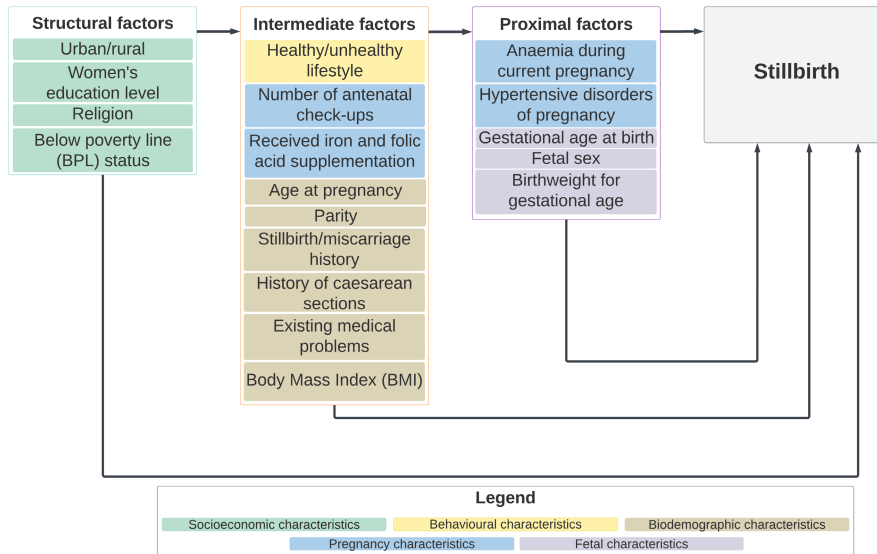 Structural factors
Urban/rural
Women's
education level
Religion
Below poverty line
(BPL) status
Intermediate factors
Healthy/unhealthy
lifestyle
Number of antenatal
check-ups
Received iron and folic
acid supplementation
Age at pregnancy
Parity
Stillbirth/miscarriage
history
History of caesarean
sections
Existing medical
problems
Body Mass Index (BMI)
Proximal factors
Anaemia during
current pregnancy
Hypertensive disorders
of pregnancy
Gestational age at birth
Fetal sex
Birthweight for
gestational age
Stillbirth
Legend
Socioeconomic characteristics
Behavioural characteristics
Biodemographic characteristics
Pregnancy characteristics
Fetal characteristics